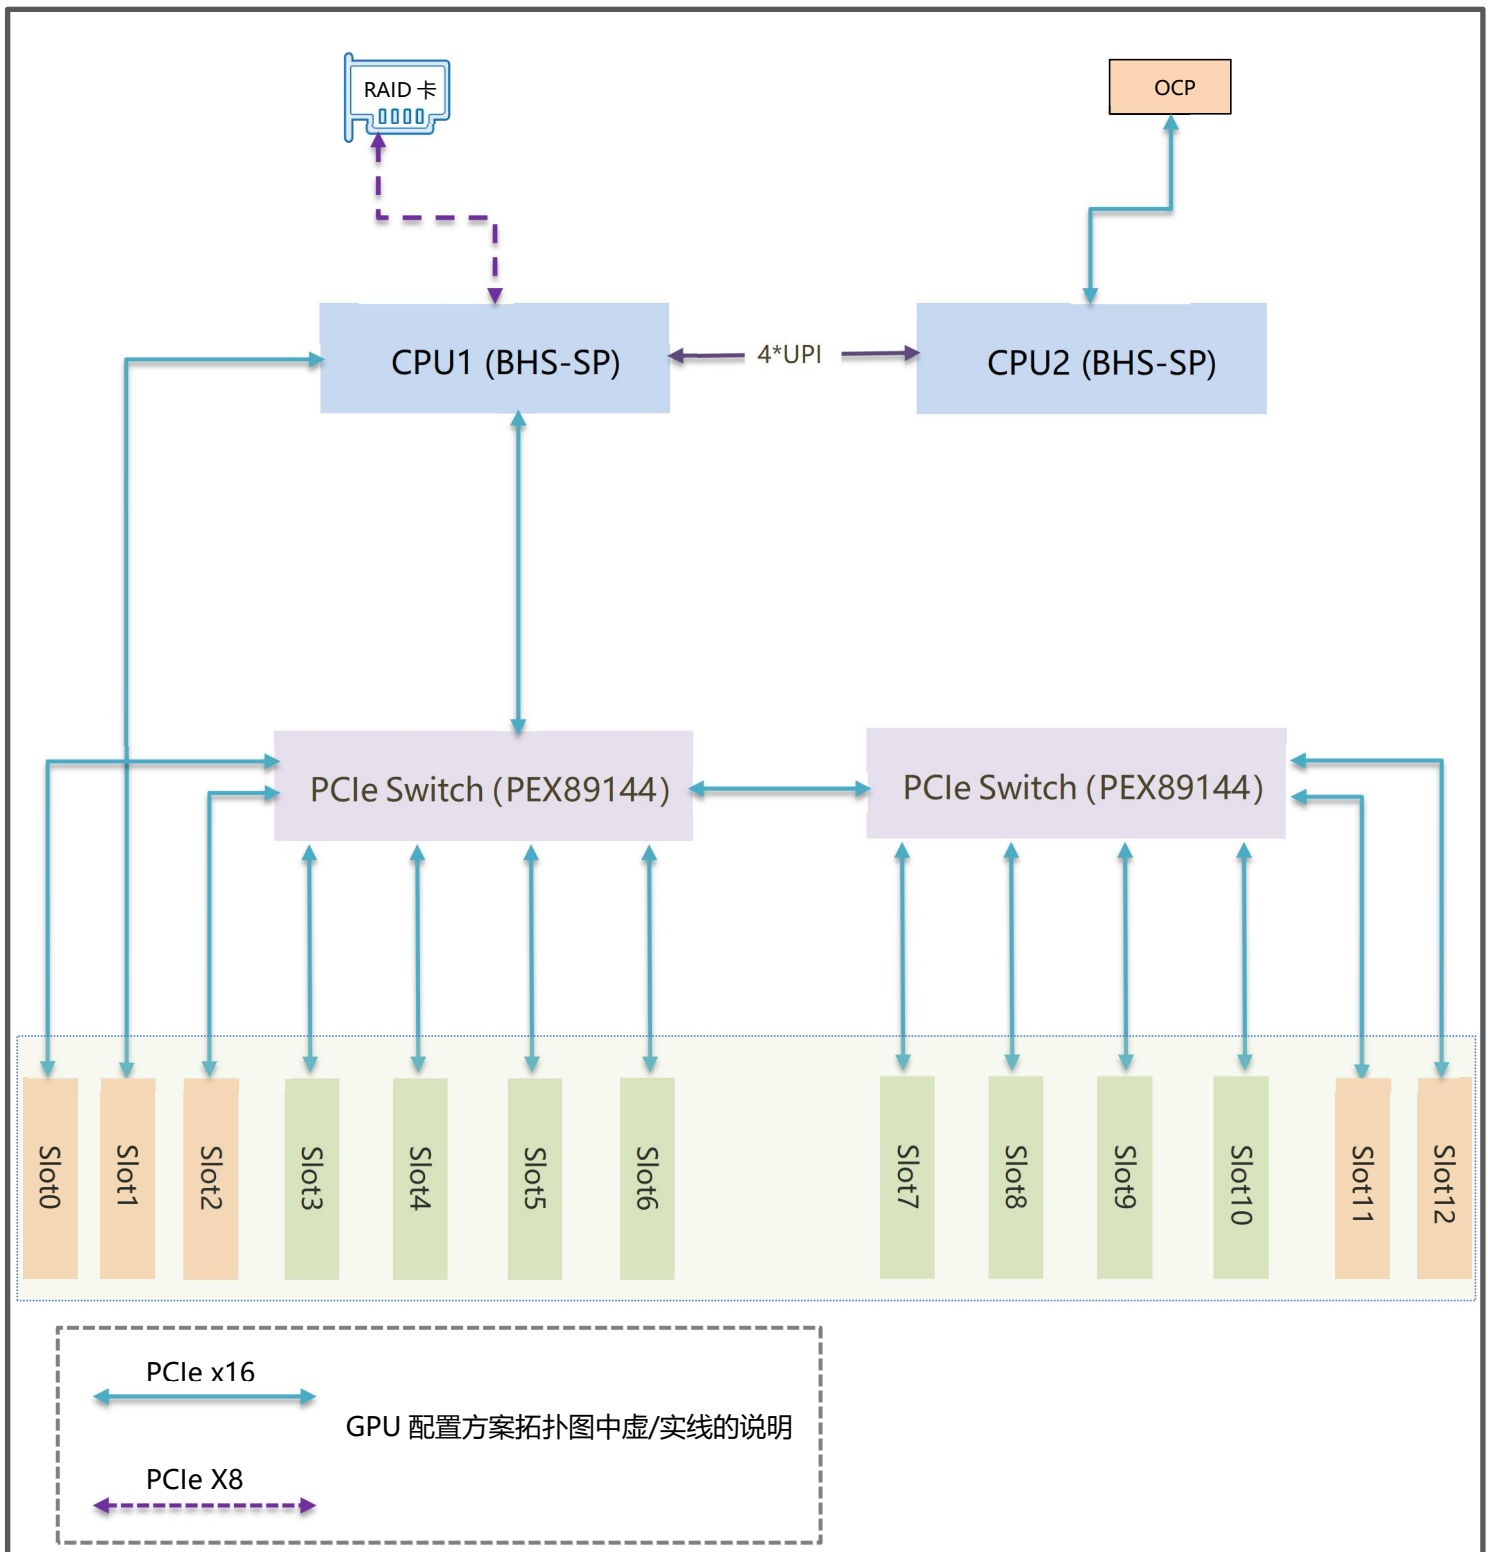 RAID 卡
OCP
CPU1 (BHS-SP)
4*UPI
CPU2 (BHS-SP)
PCIe Switch (PEX89144)
PCIe Switch (PEX89144)
Slot0
Slot1
Slot2
Slot3
Slot4
Slot5
Slot6
Slot7
Slot8
Slot9
Slot10
Slot11
Slot12
PCIe x16
GPU 配置方案拓扑图中虚/实线的说明
PCIe X8